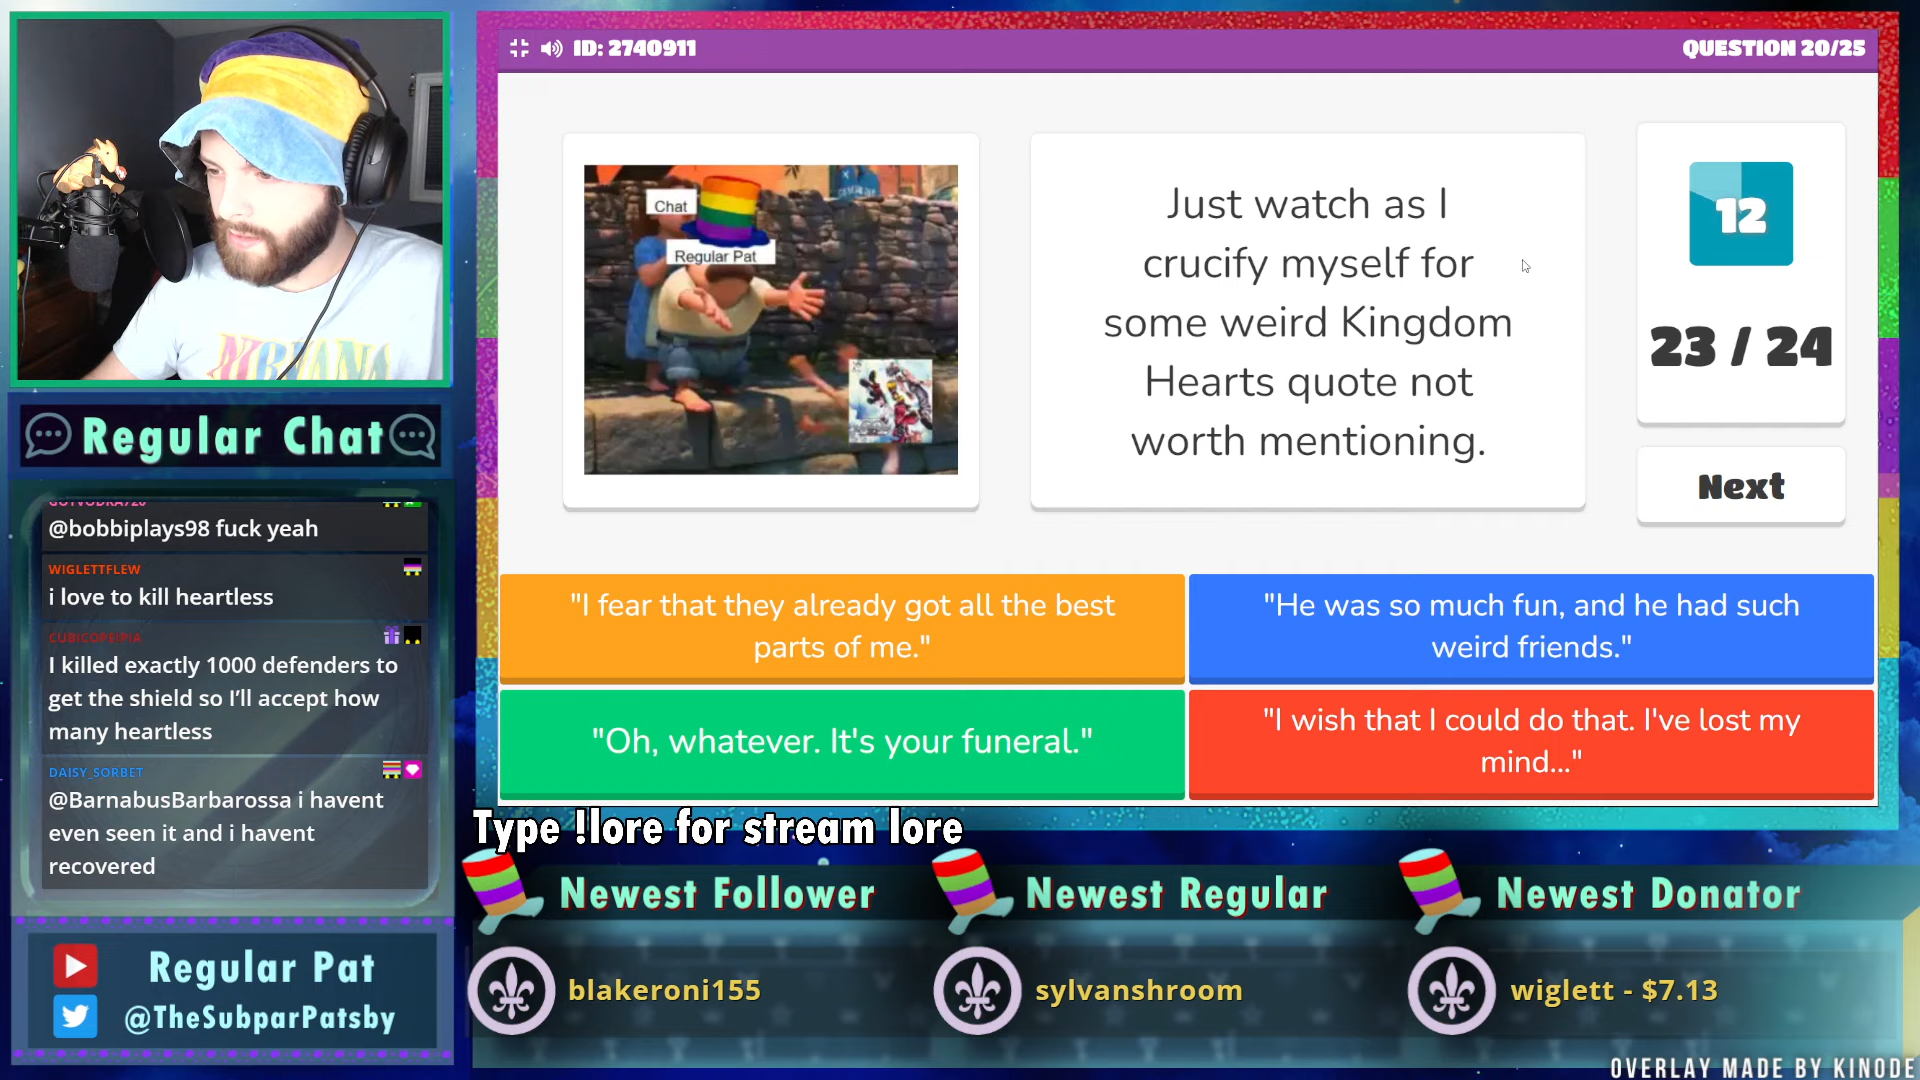 ID: 2740911
QUESTION 20/25
Chat
Regular Pat
Just watch as I
crucify myself for
some weird Kingdom
Hearts quote not
worth mentioning.
12
23 / 24
Next
"I fear that they already got all the best
parts of me."
"He was so much fun, and he had such
weird friends."
"Oh, whatever. It's your funeral."
"I wish that I could do that. I've lost my
mind..."
Regular Chat
@bobbiplays98 fuck yeah
WIGLETTFLEW
i love to kill heartless
CUBICOPEIPIA
I killed exactly 1000 defenders to
get the shield so I'll accept how
many heartless
DAISY_SORBET
@BarnabusBarbarossa i havent
even seen it and i havent
recovered
Regular Pat
@TheSubparPatsby
Type !lore for stream lore
Newest Follower
blakeroni155
Newest Regular
sylvanshroom
Newest Donator
wiglett - $7.13
OVERLAY MADE BY KINODE